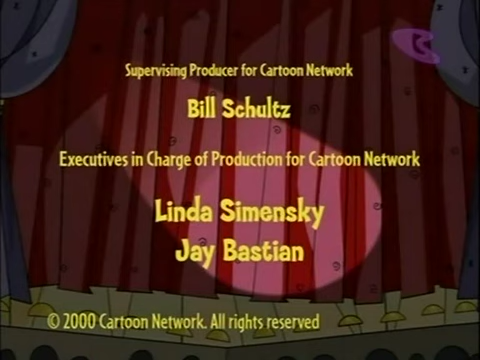 Supervising Producer for Cartoon Network
Bill Schultz
Executives in Charge of Production for Cartoon Network
Linda Simensky
Jay Bastian
© 2000 Cartoon Network. All rights reserved